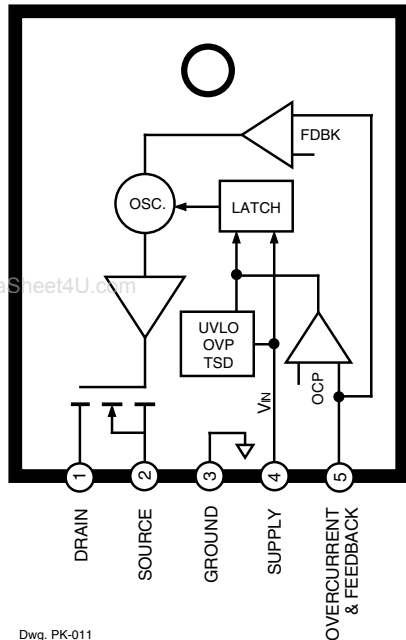 FDBK
OSC.
LATCH
aSheet4U.com
UVLO
OVP
TSD
VIN
OCP
1
2
3
4
5
DRAIN
SOURCE
GROUND
SUPPLY
OVERCURRENT
& FEEDBACK
Dwg. PK-011